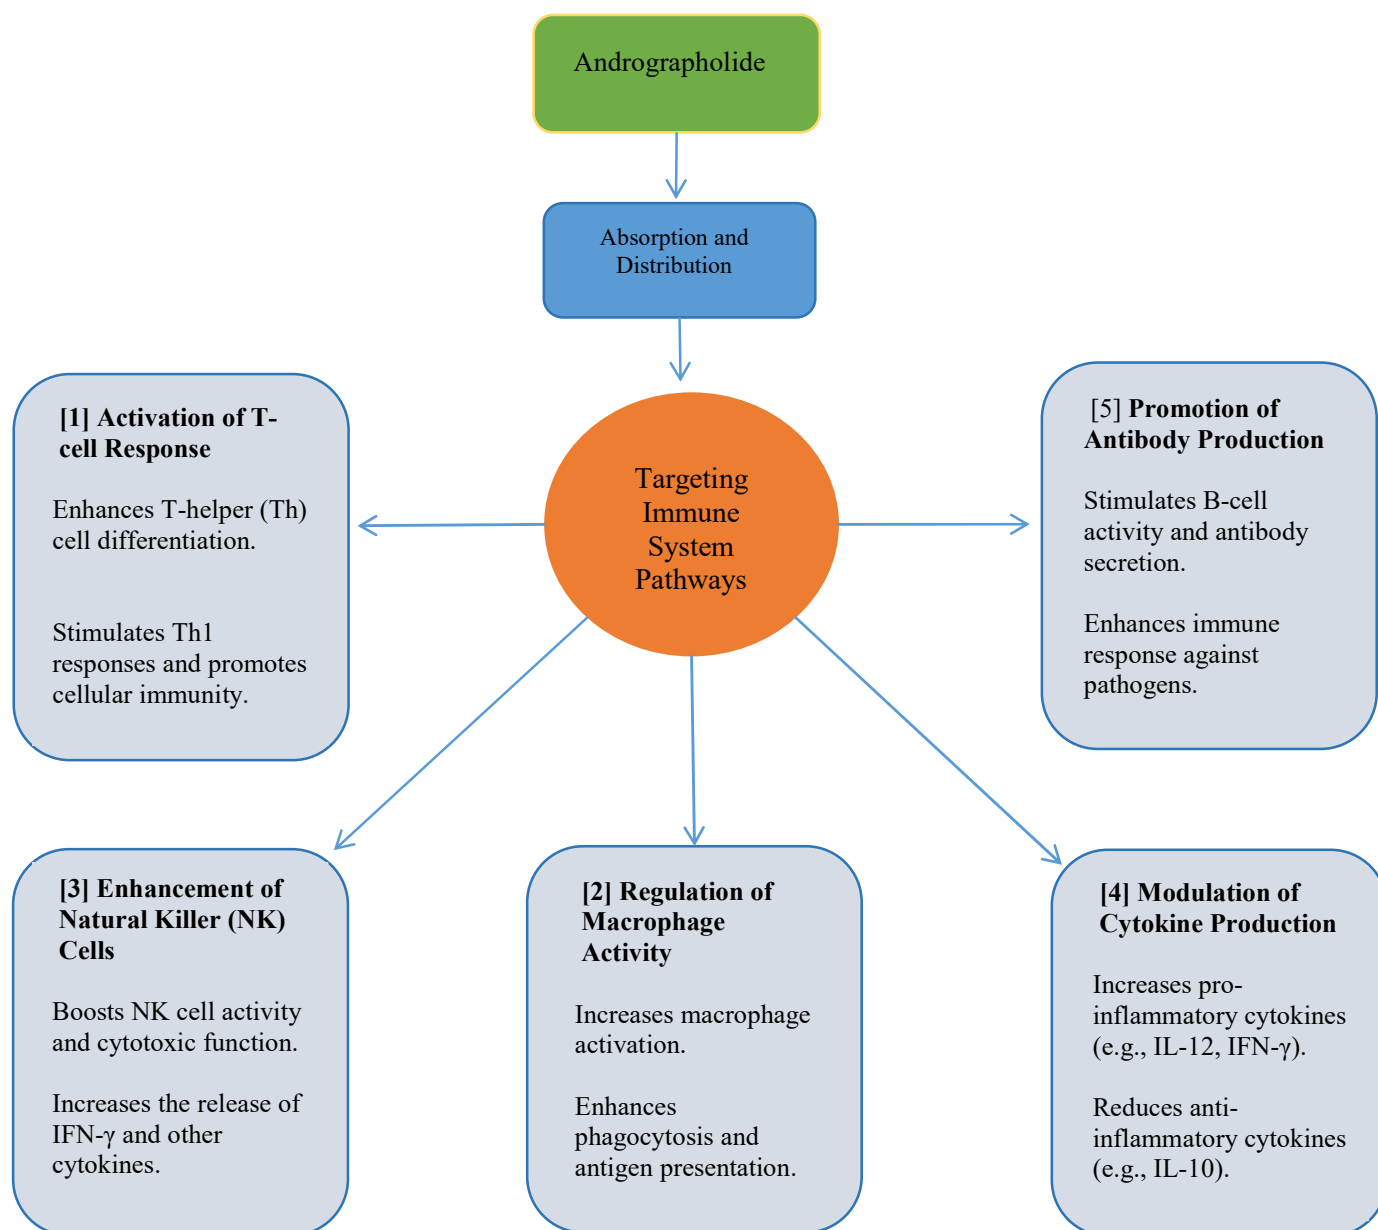 Andrographolide
Absorption and
Distribution
Targeting
Immune
System
Pathways
[1] Activation of T-
cell Response
Enhances T-helper (Th)
cell differentiation.
Stimulates Th1
responses and promotes
cellular immunity.
[5] Promotion of
Antibody Production
Stimulates B-cell
activity and antibody
secretion.
Enhances immune
response against
pathogens.
[3] Enhancement of
Natural Killer (NK)
Cells
Boosts NK cell activity
and cytotoxic function.
Increases the release of
IFN-γ and other
cytokines.
[2] Regulation of
Macrophage
Activity
Increases macrophage
activation.
Enhances
phagocytosis and
antigen presentation.
[4] Modulation of
Cytokine Production
Increases pro-
inflammatory cytokines
(e.g., IL-12, IFN-γ).
Reduces anti-
inflammatory cytokines
(e.g., IL-10).